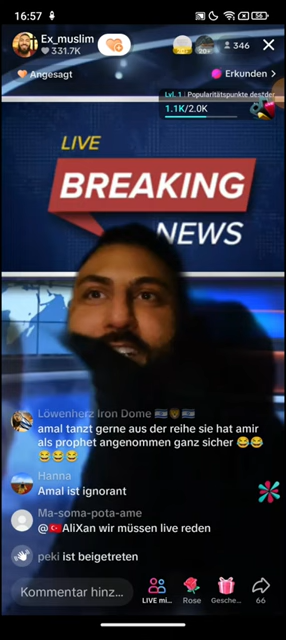 16:57
56
Ex_muslim
331.7K
20+
346
Angesagt
Erkunden >
Lvl. 1 | Popularitätspunkte des
1.1K/2.0K
LIVE
BREAKING
NEWS
Löwenherz Iron Dome 🇮🇱🦁🇮🇱
amal tanzt gerne aus der reihe sie hat amir
als prophet angenommen ganz sicher 😂😂
😂😂😂
Hanna
Amal ist ignorant
Ma-soma-pota-ame
@🇹🇷AliXan wir müssen live reden
peki ist beigetreten
Kommentar hinz...
LIVE mi...
Rose
Gesche...
66